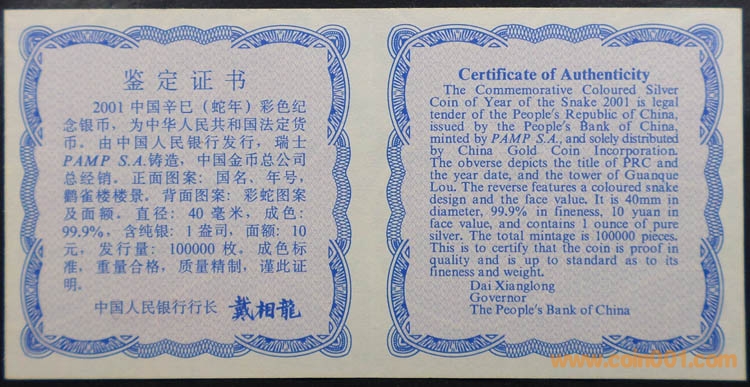 鉴定证书
2001中国辛巳（蛇年）彩色纪
念银币，为中华人民共和国法定货
币。由中国人民银行发行，瑞士
PAMP S.A.铸造，中国金币总公司
总经销。正面图案：国名，年号，
鹳雀楼楼景。背面图案：彩蛇图案
及面额。直径：40毫米，成色：
99.9%，含纯银：1盎司，面额：10
元，发行量：100000枚。成色标
准，重量合格，质量精制，谨此证
明。
中国人民银行行长 戴相龍
Certificate of Authenticity
The Commemorative Coloured Silver
Coin of Year of the Snake 2001 is legal
tender of the People's Republic of China,
issued by the People's Bank of China,
minted by PAMP S.A., and solely distributed
by China Gold Coin Incorporation.
The obverse depicts the title of PRC and
the year date, and the tower of Guanque
Lou. The reverse features a coloured snake
design and the face value. It is 40mm in
diameter, 99.9% in fineness, 10 yuan in
face value, and contains 1 ounce of pure
silver. The total mintage is 100000 pieces.
This is to certify that the coin is proof in
quality and is up to standard as to its
fineness and weight.
Dai Xianglong
Governor
The People's Bank of China
www.coin001.com